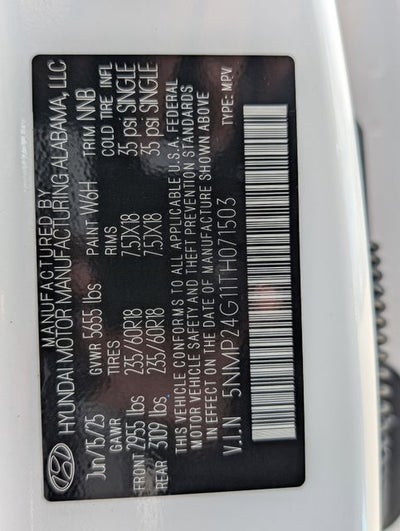 MANUFACTURED BY
HYUNDAI MOTOR MANUFACTURING ALABAMA, LLC
Jun/15/25 GVWR 5655 lbs PAINT W6H TRIM NNB
GAWR TIRES RIMS COLD TIRE INFL
FRONT 2955 lbs 235/60R18 7.5JX18 35 psi SINGLE
REAR 3109 lbs 235/60R18 7.5JX18 35 psi SINGLE
THIS VEHICLE CONFORMS TO ALL APPLICABLE U.S.A. FEDERAL
MOTOR VEHICLE SAFETY AND THEFT PREVENTION STANDARDS
IN EFFECT ON THE DATE OF MANUFACTURE SHOWN ABOVE
V.I.N 5NMP24G11TH071503 TYPE: MPV